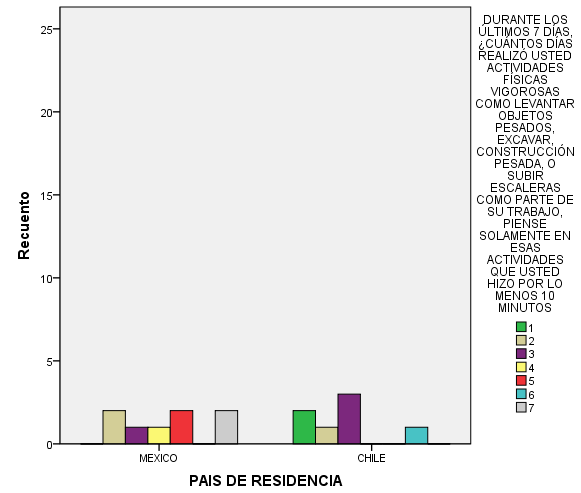 DURANTE LOS
ÚLTIMOS 7 DÍAS,
¿CUÁNTOS DÍAS
REALIZÓ USTED
ACTIVIDADES
FÍSICAS
VIGOROSAS
COMO LEVANTAR
OBJETOS
PESADOS,
EXCAVAR,
CONSTRUCCIÓN
PESADA, O
SUBIR
ESCALERAS
COMO PARTE DE
SU TRABAJO,
PIENSE
SOLAMENTE EN
ESAS
ACTIVIDADES
QUE USTED
HIZO POR LO
MENOS 10
MINUTOS
1
2
3
4
5
6
7
Recuento
25
20
15
10
5
0
MEXICO CHILE
PAIS DE RESIDENCIA